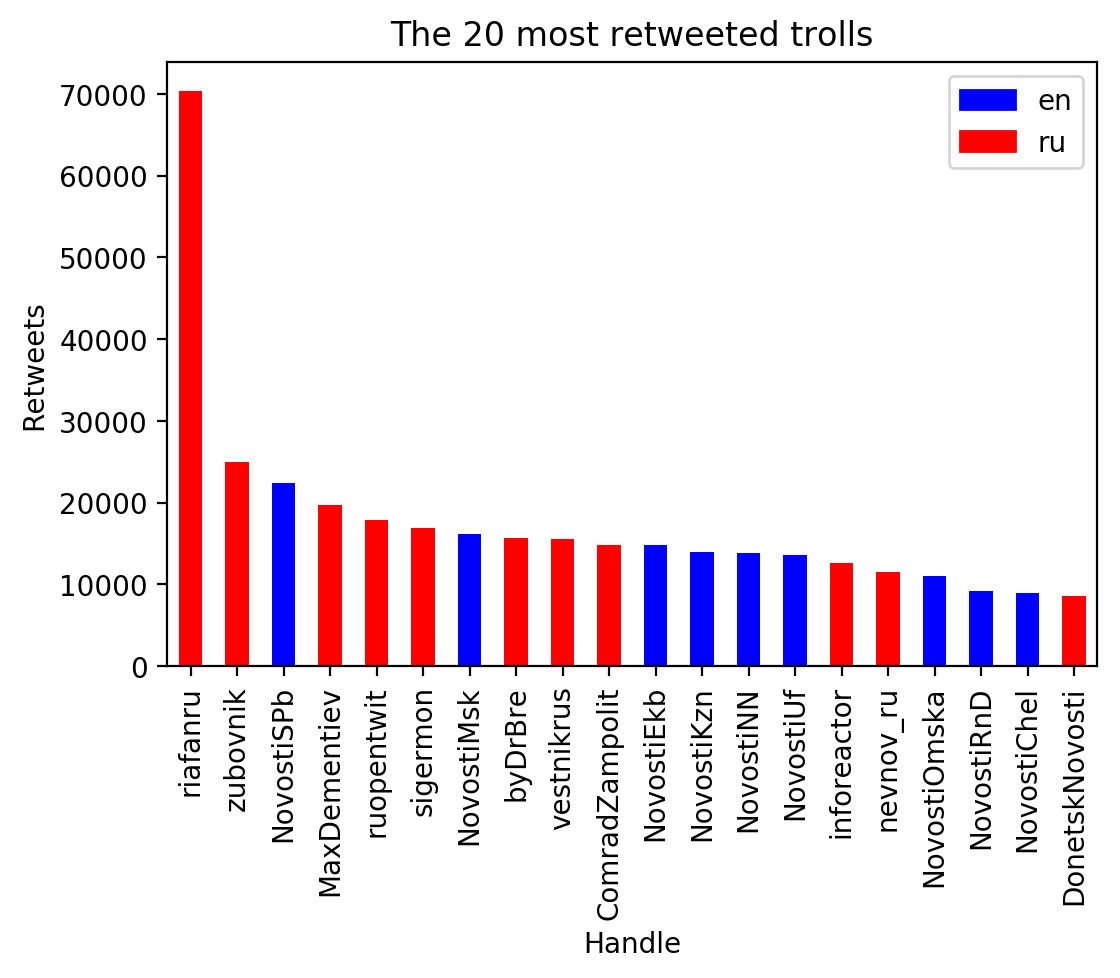 The 20 most retweeted trolls
en
ru
Retweets
70000
60000
50000
40000
30000
20000
10000
0
riafanru
zubovnik
NovostiSPb
MaxDementiev
ruopentwit
sigermon
NovostiMsk
byDrBre
vestnikrus
ComradZampolit
NovostiEkb
NovostiKzn
NovostiNN
NovostiUf
inforeactor
nevnov_ru
NovostiOmska
NovostiRnD
NovostiChel
DonetskNovosti
Handle